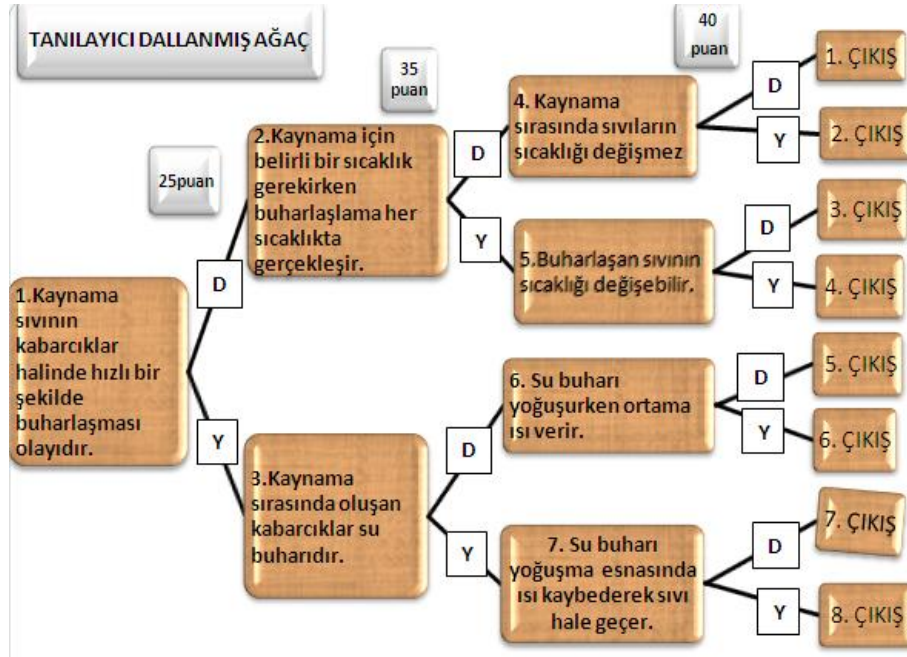 TANILAYICI DALLANMIŞ AĞAÇ
40
puan
35
puan
25puan
1.Kaynama
sıvının
kabarcıklar
halinde hızlı bir
şekilde
buharlaşması
olayıdır.
D
Y
2.Kaynama için
belirli bir sıcaklık
gerekirken
buharlaşlama her
sıcaklıkta
gerçekleşir.
D
Y
3.Kaynama
sırasında oluşan
kabarcıklar su
buharıdır.
D
Y
4. Kaynama
sırasında sıvıların
sıcaklığı değişmez
D
Y
5.Buharlaşan sıvının
sıcaklığı değişebilir.
D
Y
6. Su buharı
yoğuşurken ortama
ısı verir.
D
Y
7. Su buharı
yoğuşma esnasında
ısı kaybederek sıvı
hale geçer.
D
Y
1. ÇIKIŞ
2. ÇIKIŞ
3. ÇIKIŞ
4. ÇIKIŞ
5. ÇIKIŞ
6. ÇIKIŞ
7. ÇIKIŞ
8. ÇIKIŞ